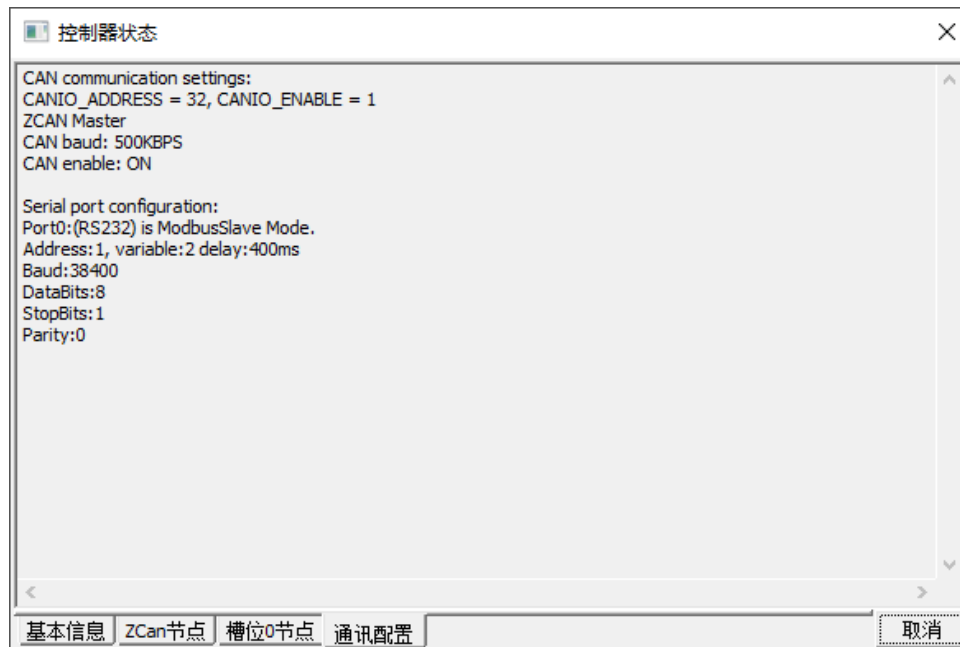 控制器状态
CAN communication settings:
CANIO_ADDRESS = 32, CANIO_ENABLE = 1
ZCAN Master
CAN baud: 500KBPS
CAN enable: ON
Serial port configuration:
Port0:(RS232) is ModbusSlave Mode.
Address:1, variable:2 delay:400ms
Baud:38400
DataBits:8
StopBits:1
Parity:0
基本信息 ZCan节点 槽位0节点 通讯配置 取消